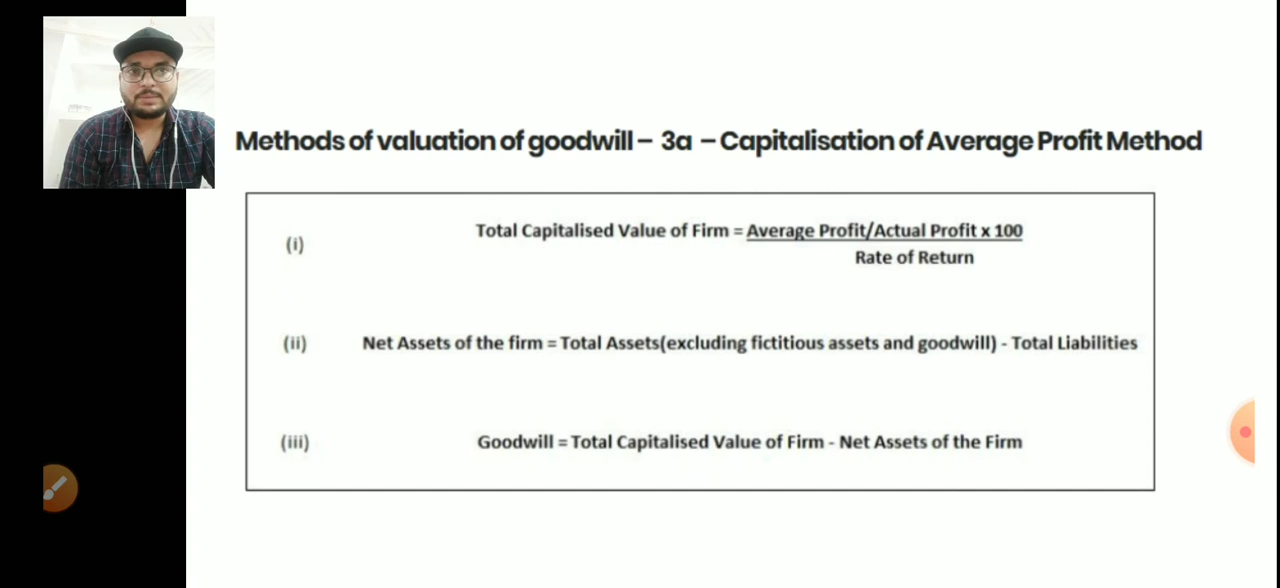 Methods of valuation of goodwill – 3a – Capitalisation of Average Profit Method
(i) Total Capitalised Value of Firm = Average Profit/Actual Profit x 100
Rate of Return
(ii) Net Assets of the firm = Total Assets(excluding fictitious assets and goodwill) - Total Liabilities
(iii) Goodwill = Total Capitalised Value of Firm - Net Assets of the Firm